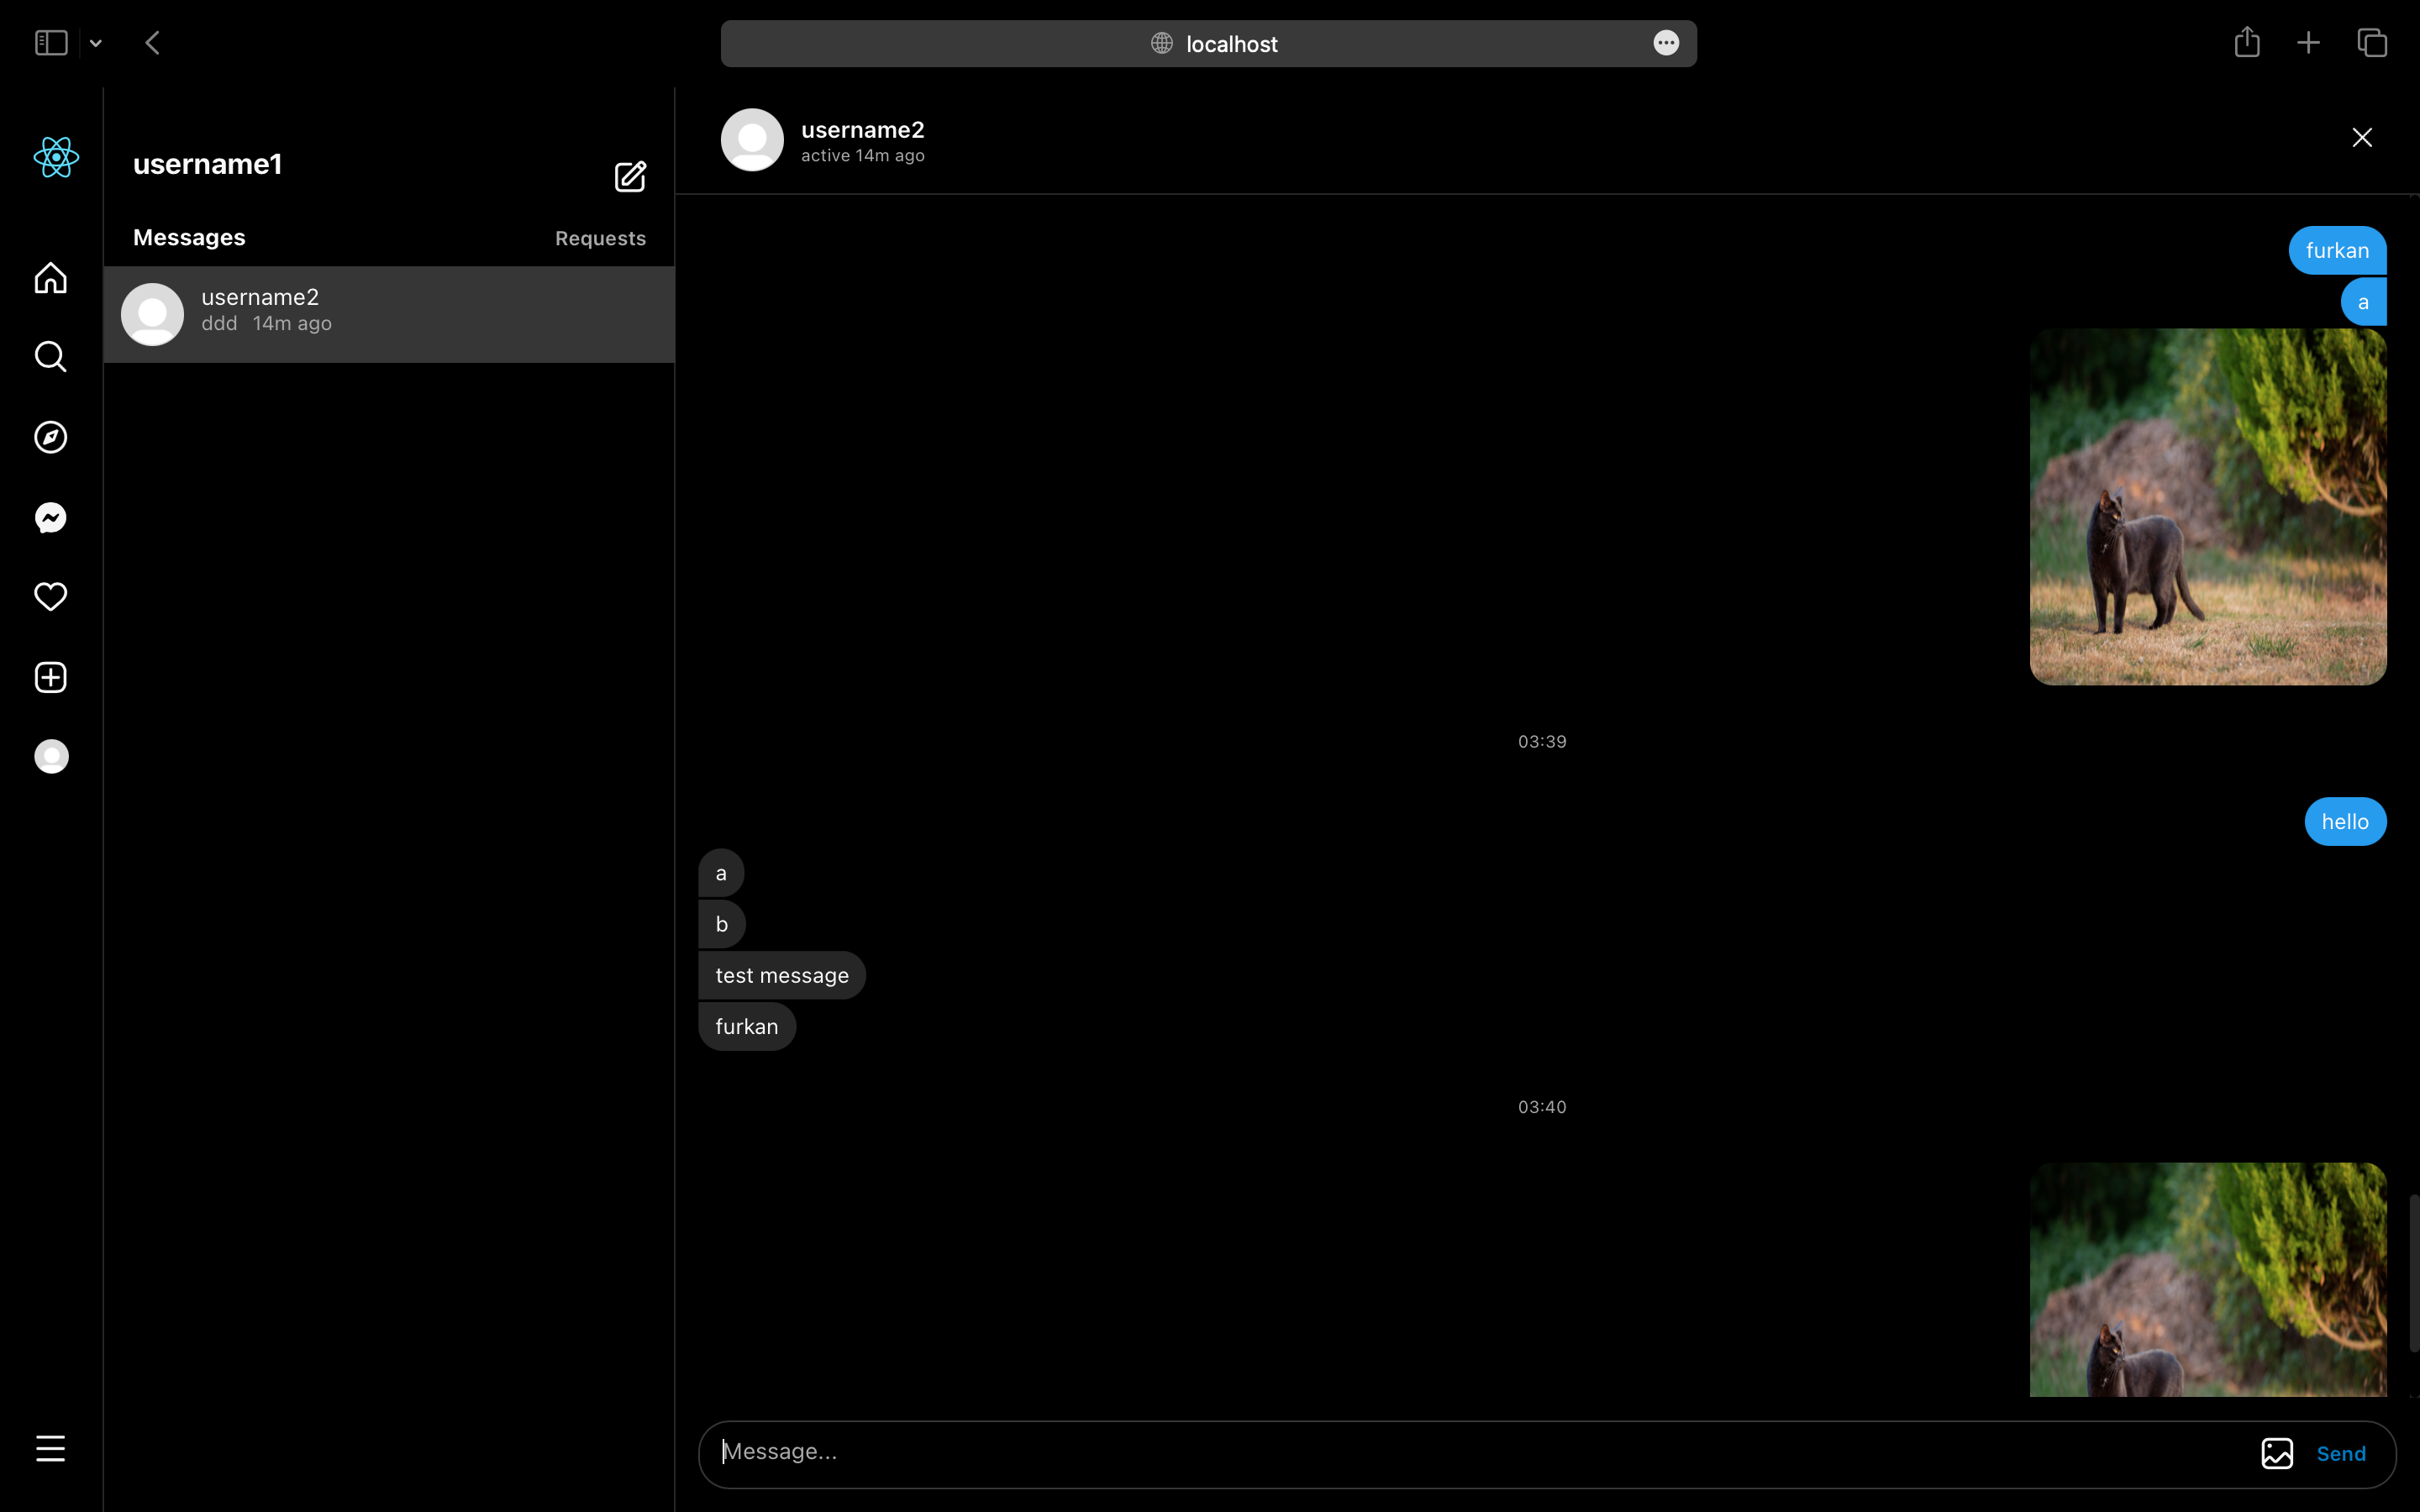 localhost
username1
Messages
Requests
username2
ddd 14m ago
username2
active 14m ago
furkan
a
03:39
hello
a
b
test message
furkan
03:40
Message...
Send